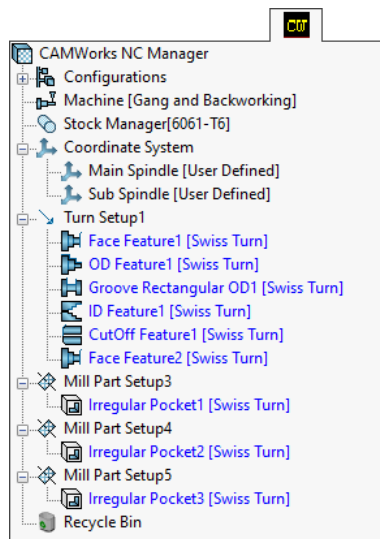 CW
CAMWorks NC Manager
Configurations
Machine [Gang and Backworking]
Stock Manager[6061-T6]
Coordinate System
Main Spindle [User Defined]
Sub Spindle [User Defined]
Turn Setup1
Face Feature1 [Swiss Turn]
OD Feature1 [Swiss Turn]
Groove Rectangular OD1 [Swiss Turn]
ID Feature1 [Swiss Turn]
CutOff Feature1 [Swiss Turn]
Face Feature2 [Swiss Turn]
Mill Part Setup3
Irregular Pocket1 [Swiss Turn]
Mill Part Setup4
Irregular Pocket2 [Swiss Turn]
Mill Part Setup5
Irregular Pocket3 [Swiss Turn]
Recycle Bin